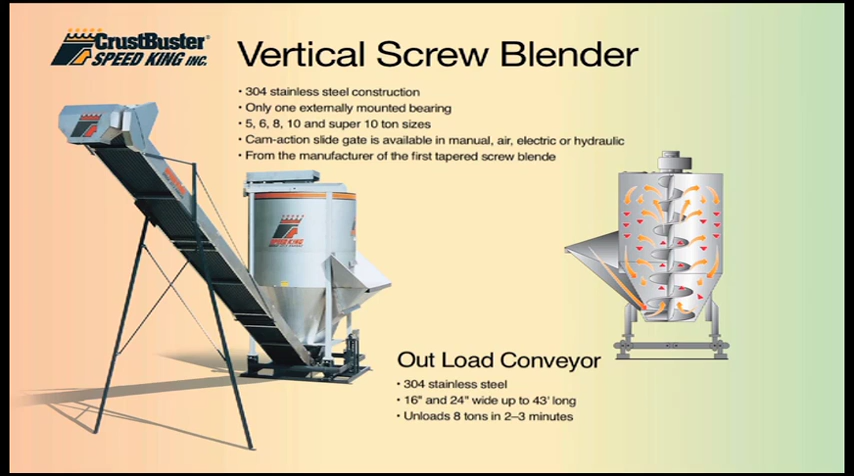 CrustBuster®
SPEED KING INC.
Vertical Screw Blender
• 304 stainless steel construction
• Only one externally mounted bearing
• 5, 6, 8, 10 and super 10 ton sizes
• Cam-action slide gate is available in manual, air, electric or hydraulic
• From the manufacturer of the first tapered screw blende
SPEED KING
Out Load Conveyor
• 304 stainless steel
• 16" and 24" wide up to 43' long
• Unloads 8 tons in 2–3 minutes